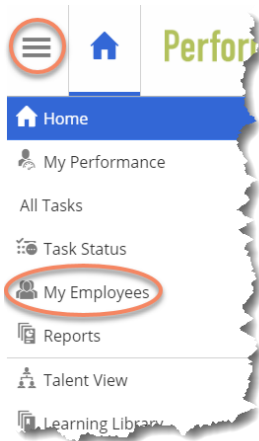 Perfor
Home
My Performance
All Tasks
Task Status
My Employees
Reports
Talent View
Learning Library